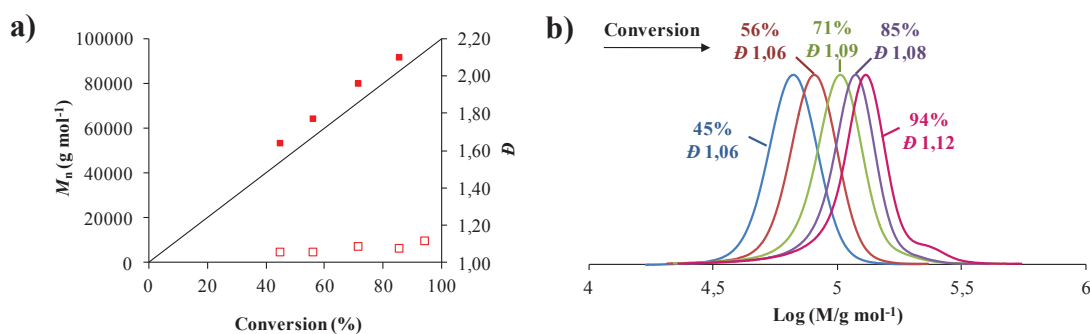 a)
100000
80000
60000
40000
20000
0
Mn (g mol-1)
2,20
2,00
1,80
1,60
1,40
1,20
1,00
Đ
0 20 40 60 80 100
Conversion (%)
b)
Conversion
56%
Đ 1,06
71%
Đ 1,09
85%
Đ 1,08
45%
Đ 1,06
94%
Đ 1,12
4 4,5 5 5,5 6
Log (M/g mol-1)